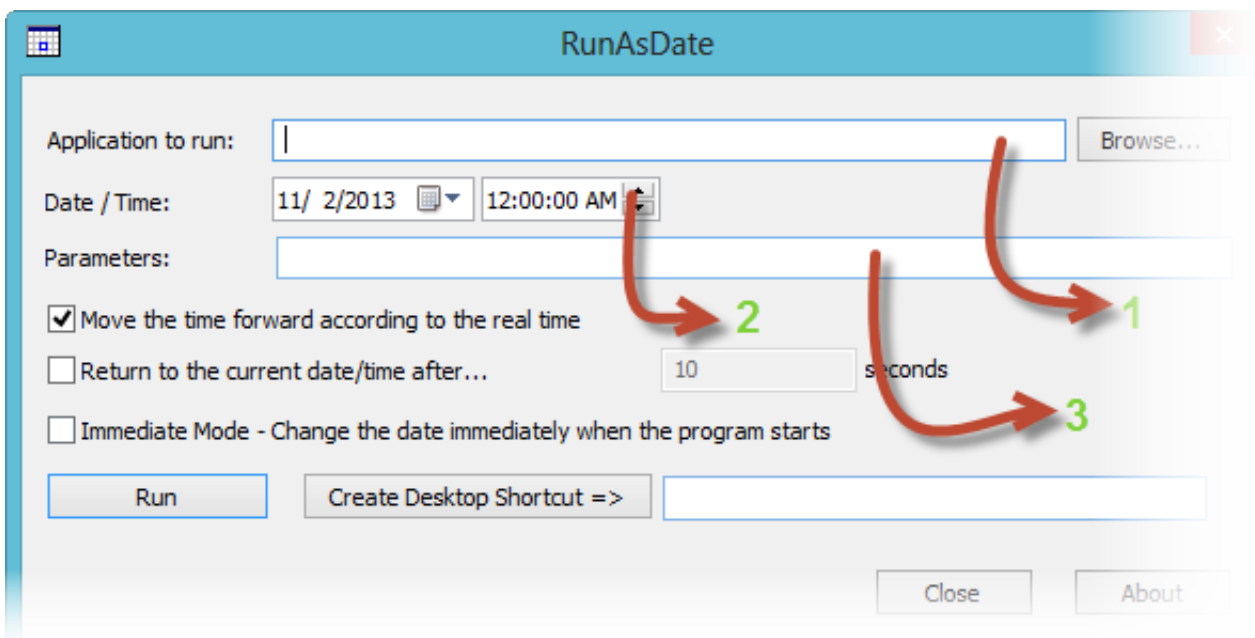 RunAsDate
Application to run: Browse...
Date / Time: 11/ 2/2013 12:00:00 AM
Parameters:
1
Move the time forward according to the real time 2
Return to the current date/time after... 10 seconds
3
Immediate Mode - Change the date immediately when the program starts
Run Create Desktop Shortcut =>
Close About